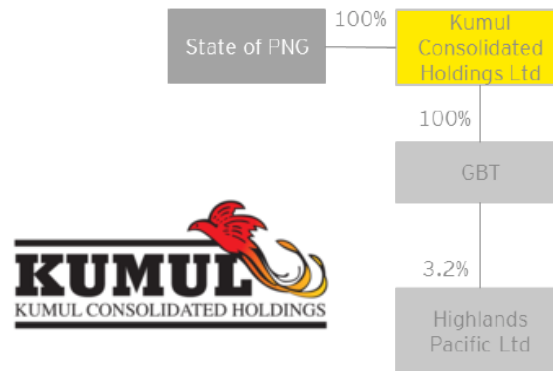 State of PNG
100%
Kumul
Consolidated
Holdings Ltd
100%
GBT
3.2%
Highlands
Pacific Ltd
KUMUL
KUMUL CONSOLIDATED HOLDINGS